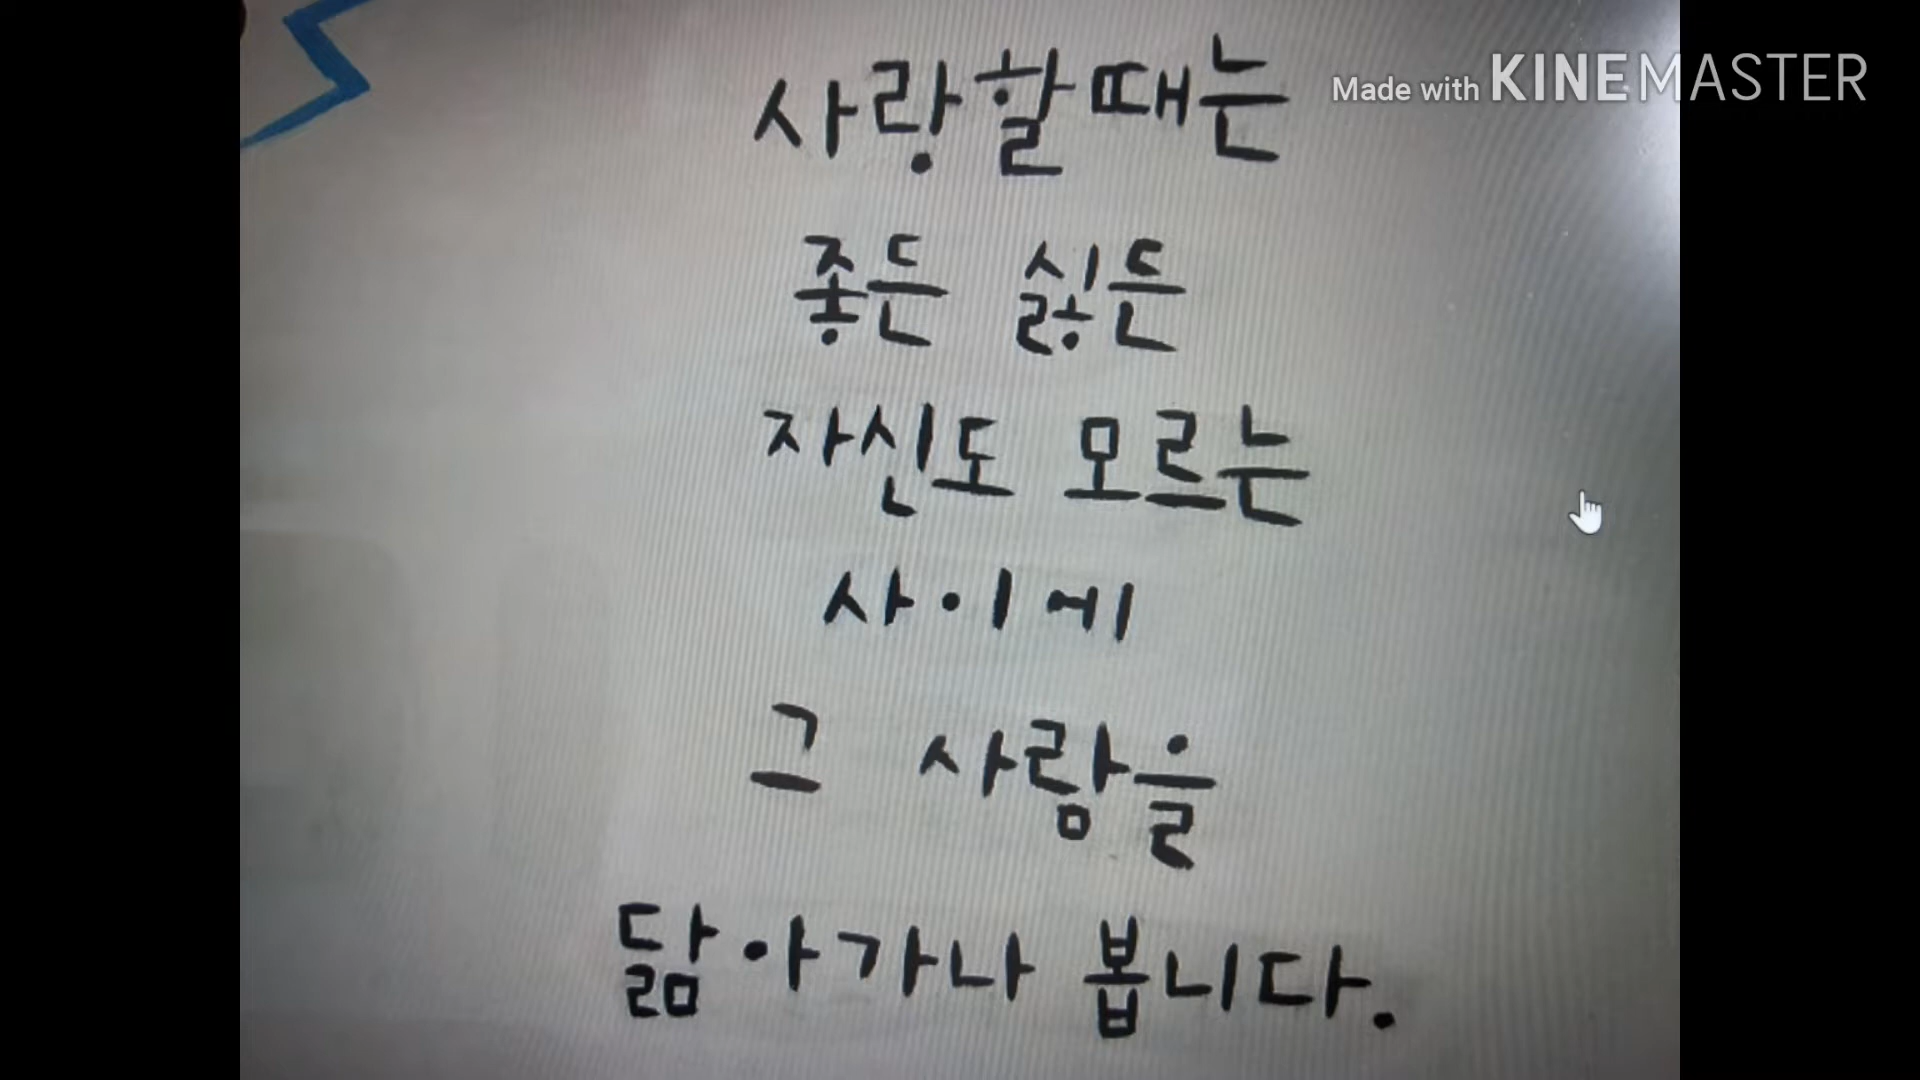 사랑할때는
Made with KINEMASTER
좋든 싫든
자신도 모르는
사이에
그 사람을
닮아가나 봅니다.